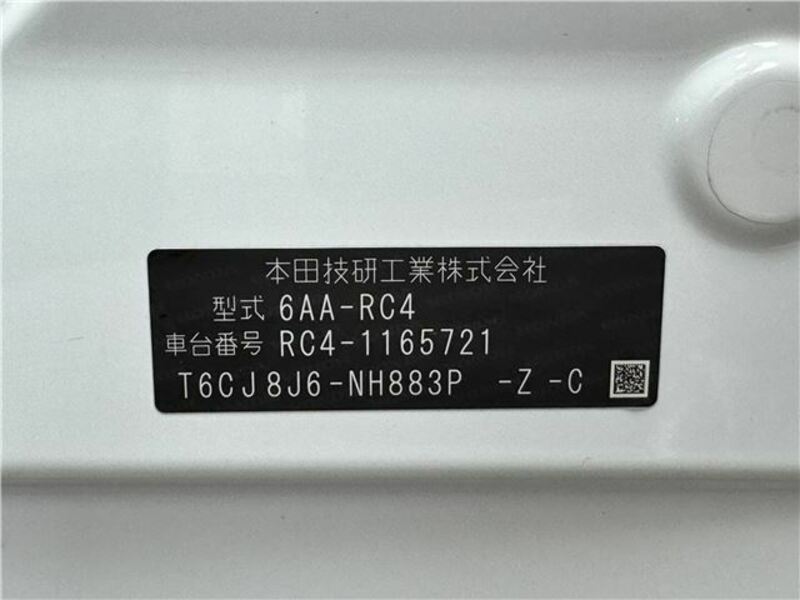 本田技研工業株式会社
型式 6AA-RC4
車台番号 RC4-1165721
T6CJ8J6-NH883P -Z -C